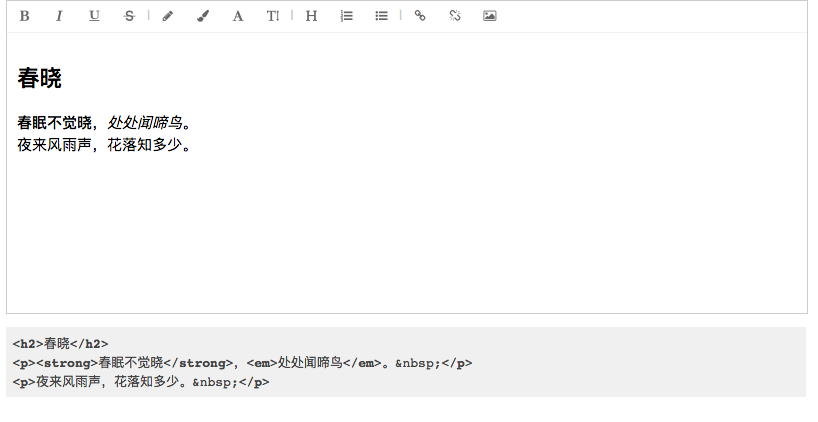 B I U S A T! H
春晓
春眠不觉晓，处处闻啼鸟。
夜来风雨声，花落知多少。
<h2>春晓</h2>
<p><strong>春眠不觉晓</strong>，<em>处处闻啼鸟</em>。&nbsp;</p>
<p>夜来风雨声，花落知多少。&nbsp;</p>